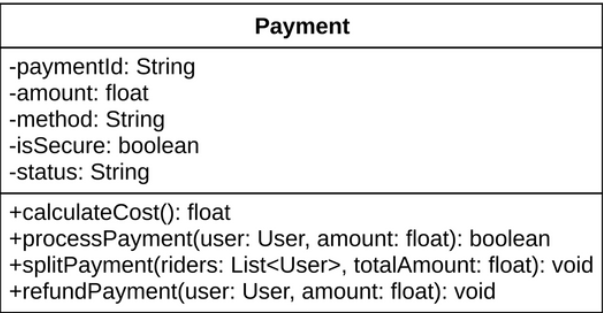 Payment
-paymentId: String
-amount: float
-method: String
-isSecure: boolean
-status: String
+calculateCost(): float
+processPayment(user: User, amount: float): boolean
+splitPayment(riders: List<User>, totalAmount: float): void
+refundPayment(user: User, amount: float): void